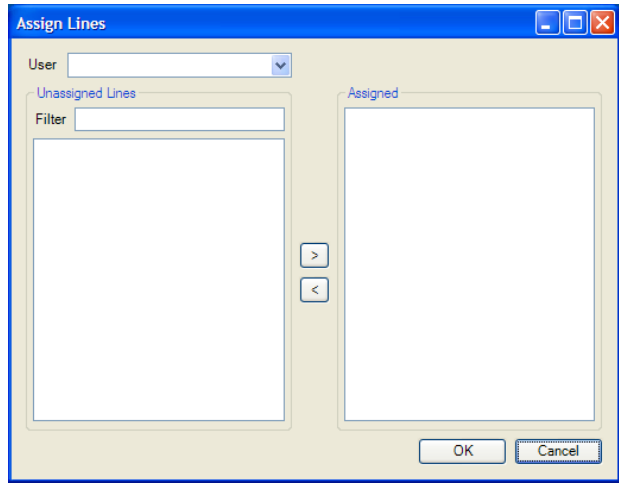 Assign Lines
User
Unassigned Lines
Assigned
Filter
>
<
OK
Cancel